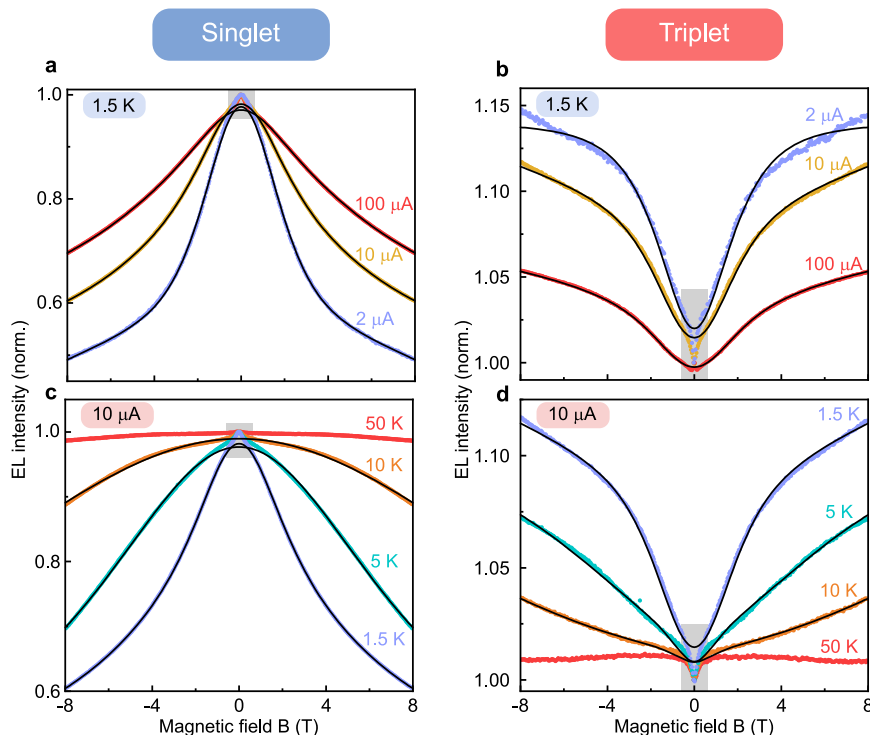 Singlet
Triplet
a
1.5 K
1.0
0.8
0.6
100 μA
10 μA
2 μA
b
1.5 K
1.15
1.10
1.05
1.00
2 μA
10 μA
100 μA
EL intensity (norm.)
EL intensity (norm.)
c
10 μA
1.0
0.8
0.6
50 K
10 K
5 K
1.5 K
-8
-4
0
4
8
Magnetic field B (T)
d
10 μA
1.10
1.05
1.00
1.5 K
5 K
10 K
50 K
-8
-4
0
4
8
Magnetic field B (T)